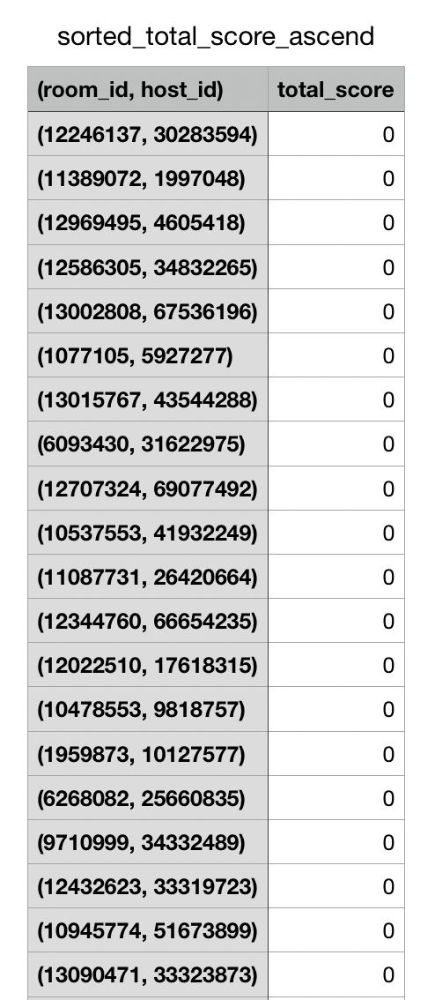 sorted_total_score_ascend
(room_id, host_id) total_score
(12246137, 30283594) 0
(11389072, 1997048) 0
(12969495, 4605418) 0
(12586305, 34832265) 0
(13002808, 67536196) 0
(1077105, 5927277) 0
(13015767, 43544288) 0
(6093430, 31622975) 0
(12707324, 69077492) 0
(10537553, 41932249) 0
(11087731, 26420664) 0
(12344760, 66654235) 0
(12022510, 17618315) 0
(10478553, 9818757) 0
(1959873, 10127577) 0
(6268082, 25660835) 0
(9710999, 34332489) 0
(12432623, 33319723) 0
(10945774, 51673899) 0
(13090471, 33323873) 0